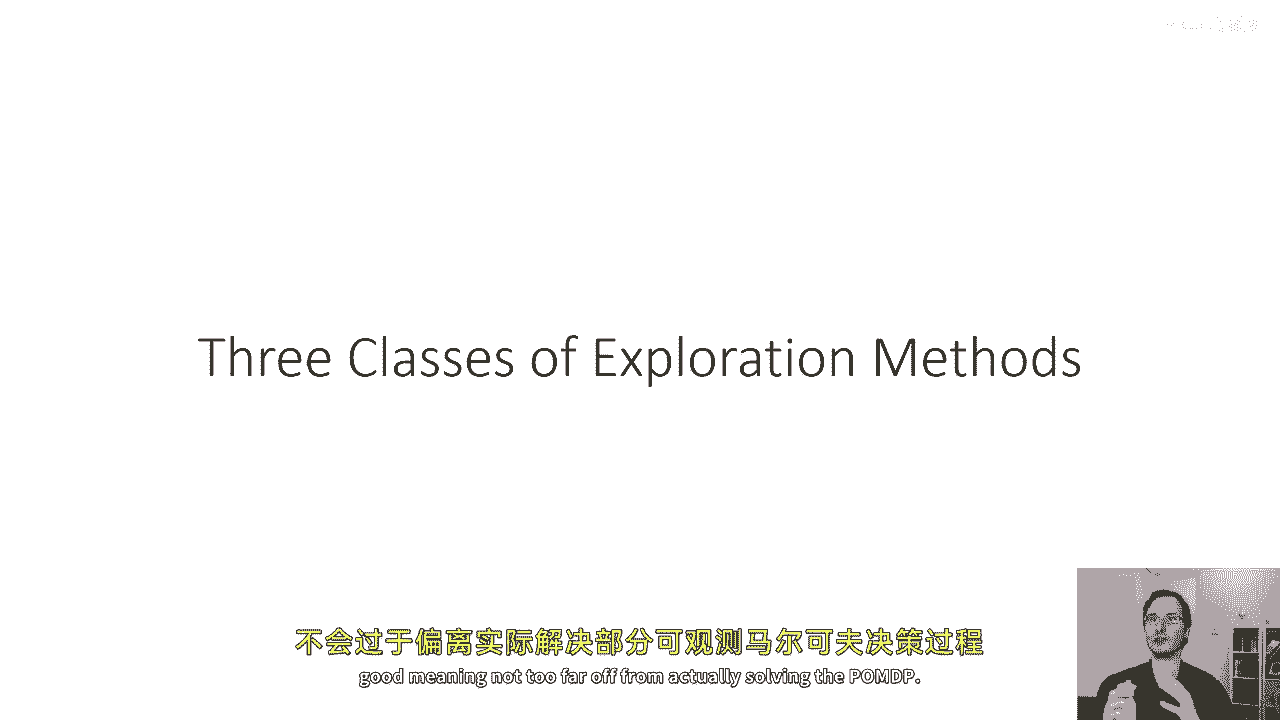 Three Classes of Exploration Methods
不会过于偏离实际解决部分可观测马尔可夫决策过程
good meaning not too far off from actually solving the POMDP.